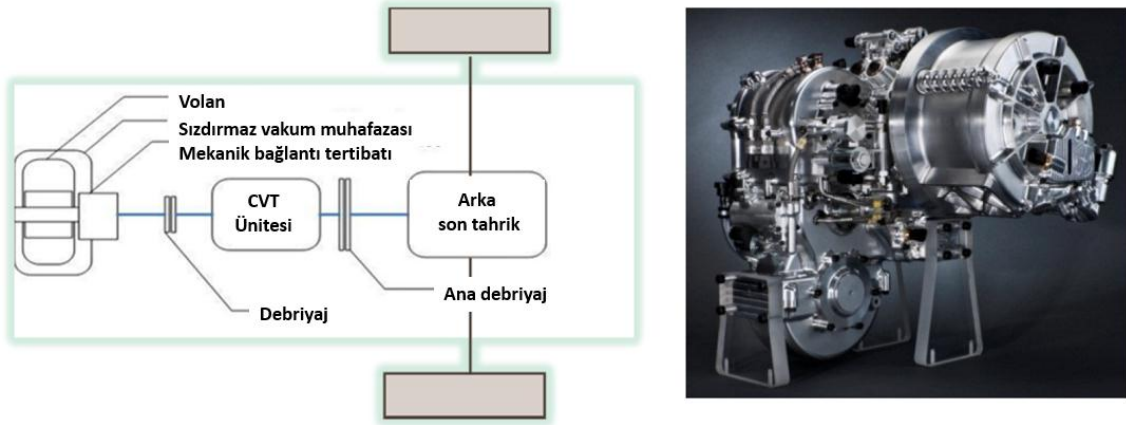 Volan
Sızdırmaz vakum muhafazası
Mekanik bağlantı tertibatı
CVT
Ünitesi
Arka
son tahrik
Ana debriyaj
Debriyaj